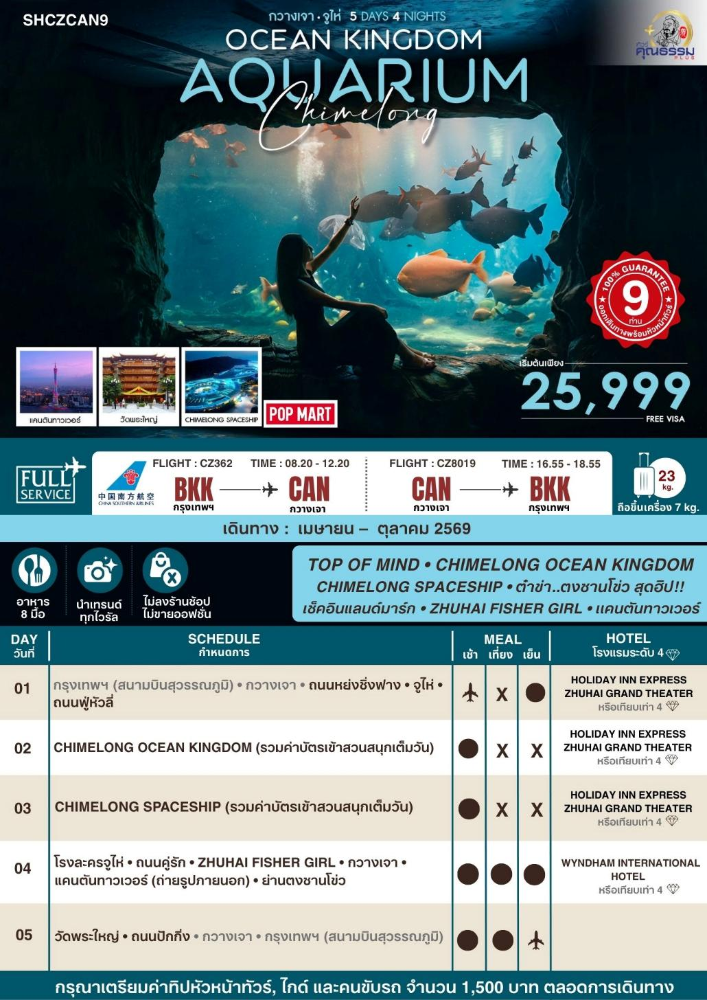 SHCZCAN9
กวางเจา • จูไห่ 5 DAYS 4 NIGHTS
OCEAN KINGDOM
AQUARIUM
Chimelong
ทัวร์
คุณธรรม
PLUS
100% GUARANTEE
9
ท่าน
ออกเดินทางพร้อมหัวหน้าทัวร์
แคนตันทาวเวอร์
วัดพระใหญ่
CHIMELONG SPACESHIP
POP MART
เริ่มต้นเพียง
25,999
FREE VISA
FULL
SERVICE
中国南方航空
CHINA SOUTHERN AIRLINES
FLIGHT : CZ362 TIME : 08.20 - 12.20
BKK CAN
กรุงเทพฯ กวางเจา
FLIGHT : CZ8019 TIME : 16.55 - 18.55
CAN BKK
กวางเจา กรุงเทพฯ
23
kg.
ถือขึ้นเครื่อง 7 kg.
เดินทาง : เมษายน – ตุลาคม 2569
อาหาร
8 มื้อ
นำเทรนด์
ทุกไวรัล
ไม่ลงร้านช้อป
ไม่ขายออฟชั่น
TOP OF MIND • CHIMELONG OCEAN KINGDOM
CHIMELONG SPACESHIP • ต๋าข่า..ตงซานโข่ว สุดฮิป!!
เช็คอินแลนด์มาร์ก • ZHUHAI FISHER GIRL • แคนตันทาวเวอร์
DAY SCHEDULE MEAL HOTEL
วันที่ กำหนดการ เช้า เที่ยง เย็น โรงแรมระดับ 4
01 กรุงเทพฯ (สนามบินสุวรรณภูมิ) • กวางเจา • ถนนหย่งชิ่งฟาง • จูไห่ •
ถนนฟู่หัวลี่
X
HOLIDAY INN EXPRESS
ZHUHAI GRAND THEATER
หรือเทียบเท่า 4
02 CHIMELONG OCEAN KINGDOM (รวมค่าบัตรเข้าสวนสนุกเต็มวัน) X X
HOLIDAY INN EXPRESS
ZHUHAI GRAND THEATER
หรือเทียบเท่า 4
03 CHIMELONG SPACESHIP (รวมค่าบัตรเข้าสวนสนุกเต็มวัน) X X
HOLIDAY INN EXPRESS
ZHUHAI GRAND THEATER
หรือเทียบเท่า 4
04 โรงละครจูไห่ • ถนนคู่รัก • ZHUHAI FISHER GIRL • กวางเจา •
แคนตันทาวเวอร์ (ถ่ายรูปภายนอก) • ย่านตงซานโข่ว
WYNDHAM INTERNATIONAL
HOTEL
หรือเทียบเท่า 4
05 วัดพระใหญ่ • ถนนปักกิ่ง • กวางเจา • กรุงเทพฯ (สนามบินสุวรรณภูมิ)
กรุณาเตรียมค่าทิปหัวหน้าทัวร์, ไกด์ และคนขับรถ จำนวน 1,500 บาท ตลอดการเดินทาง